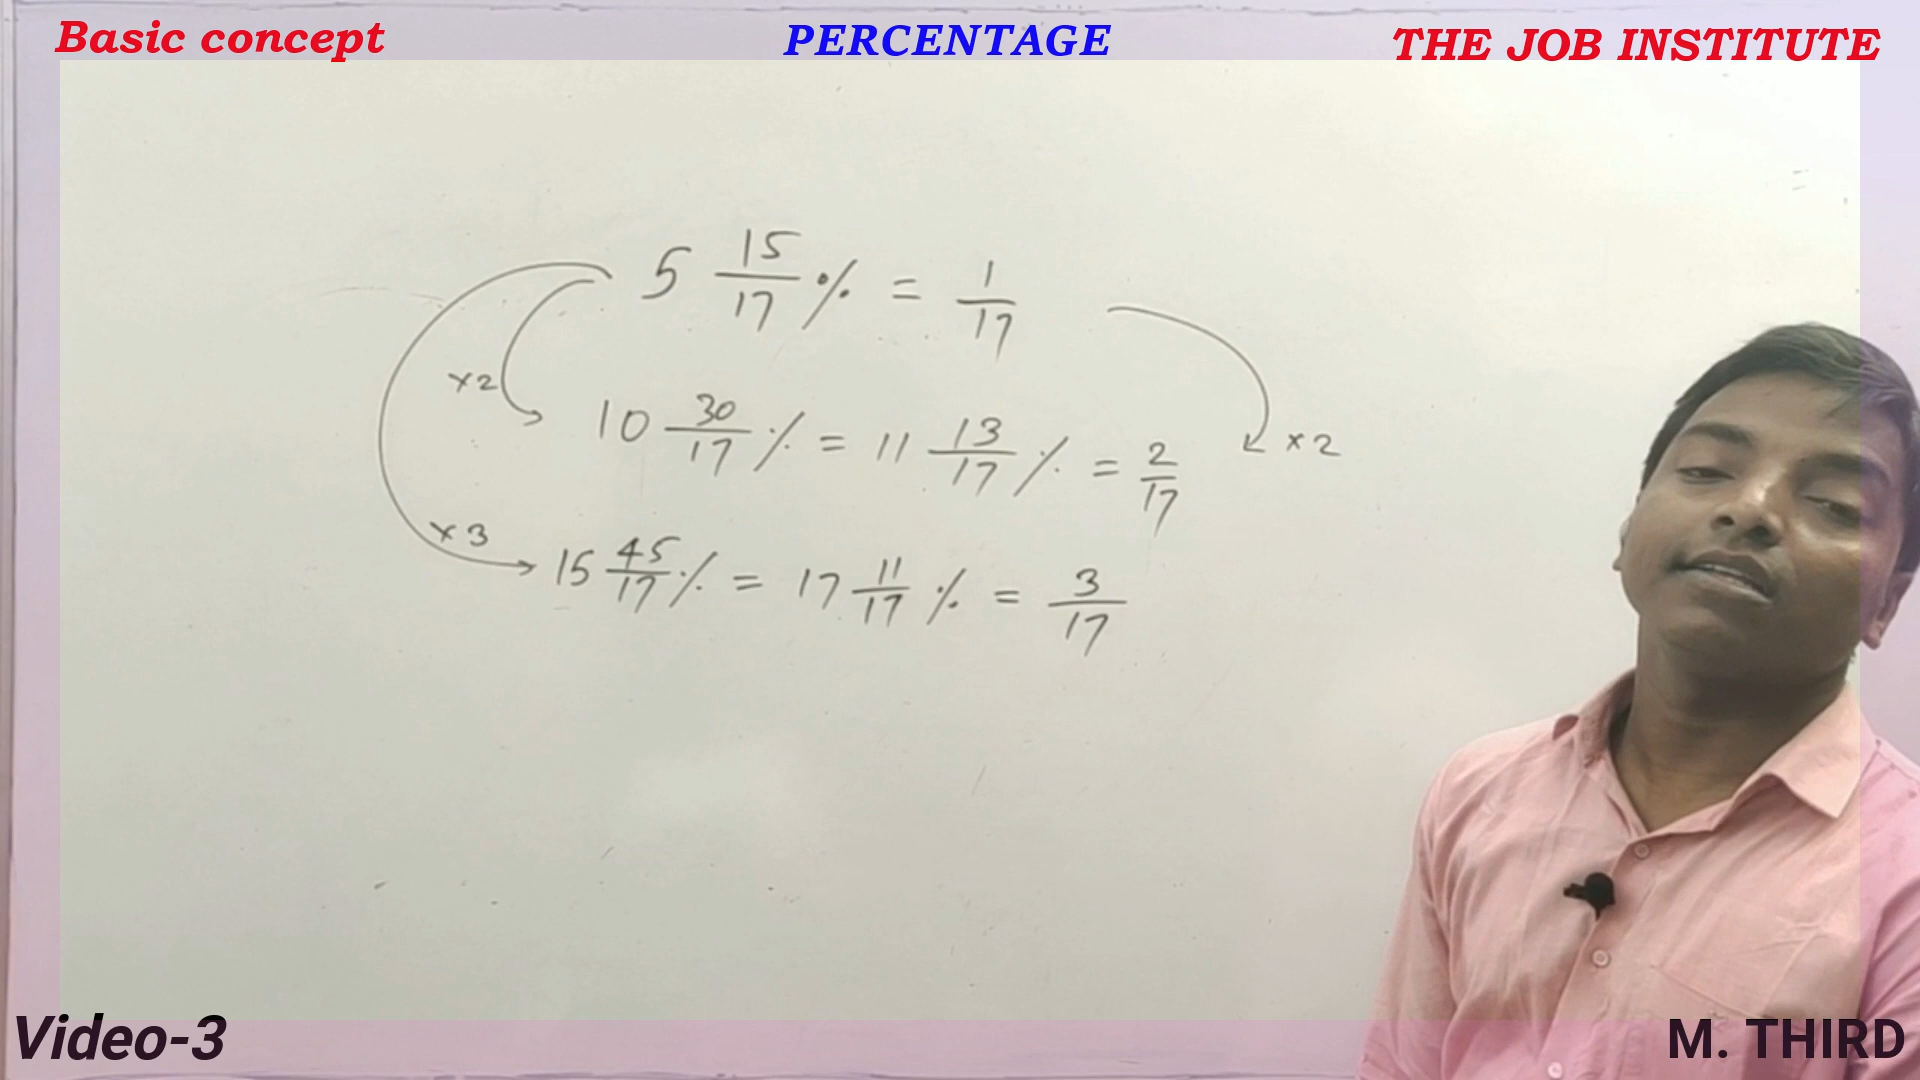 Basic concept PERCENTAGE THE JOB INSTITUTE
5 15/17 % = 1/17
×2 10 30/17 % = 11 13/17 % = 2/17 ×2
×3 15 45/17 % = 17 11/17 % = 3/17
Video-3 M. THIRD